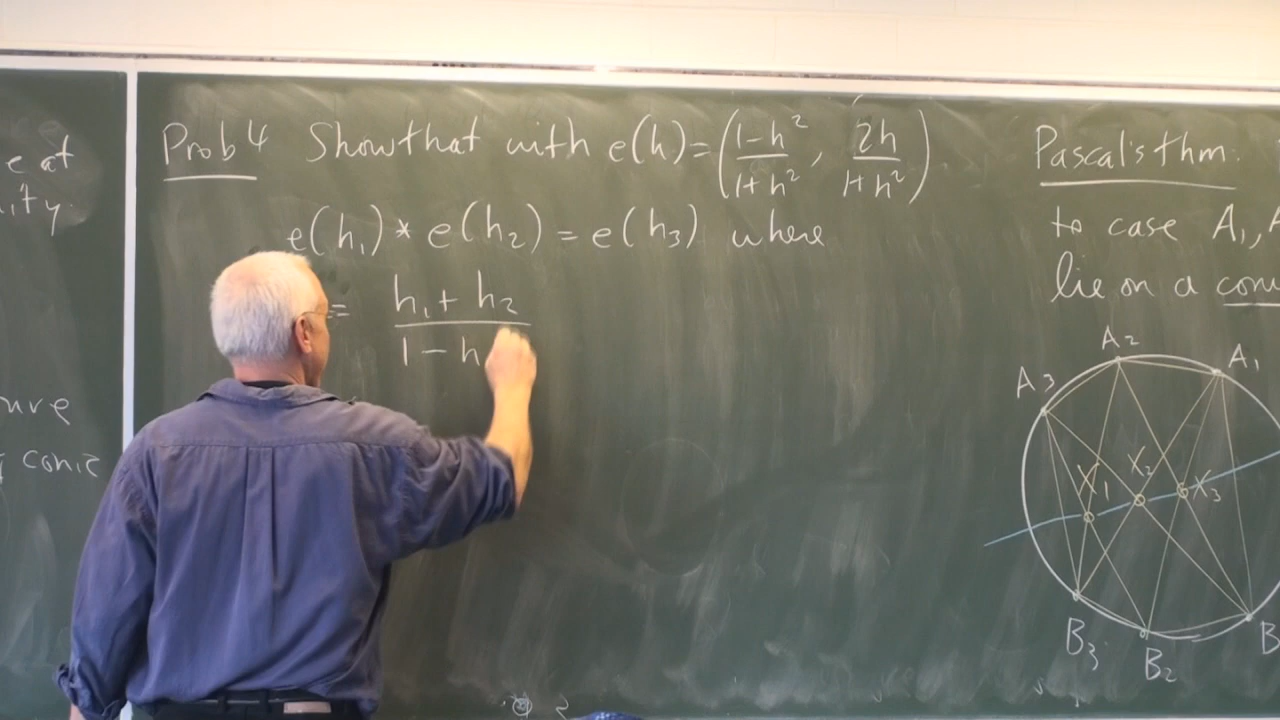 e at
ity.
conic
Prob 4 Show that with e(h)=((1-h²)/(1+h²), 2h/(1+h²)).
e(h₁)*e(h₂)=e(h₃) where
= (h₁+h₂)/(1-h
Pascal's thm.
to case A₁, A
lie on a con
A₂
A₁
A₃
X₂
X₁
X₃
B₃
B₂
B